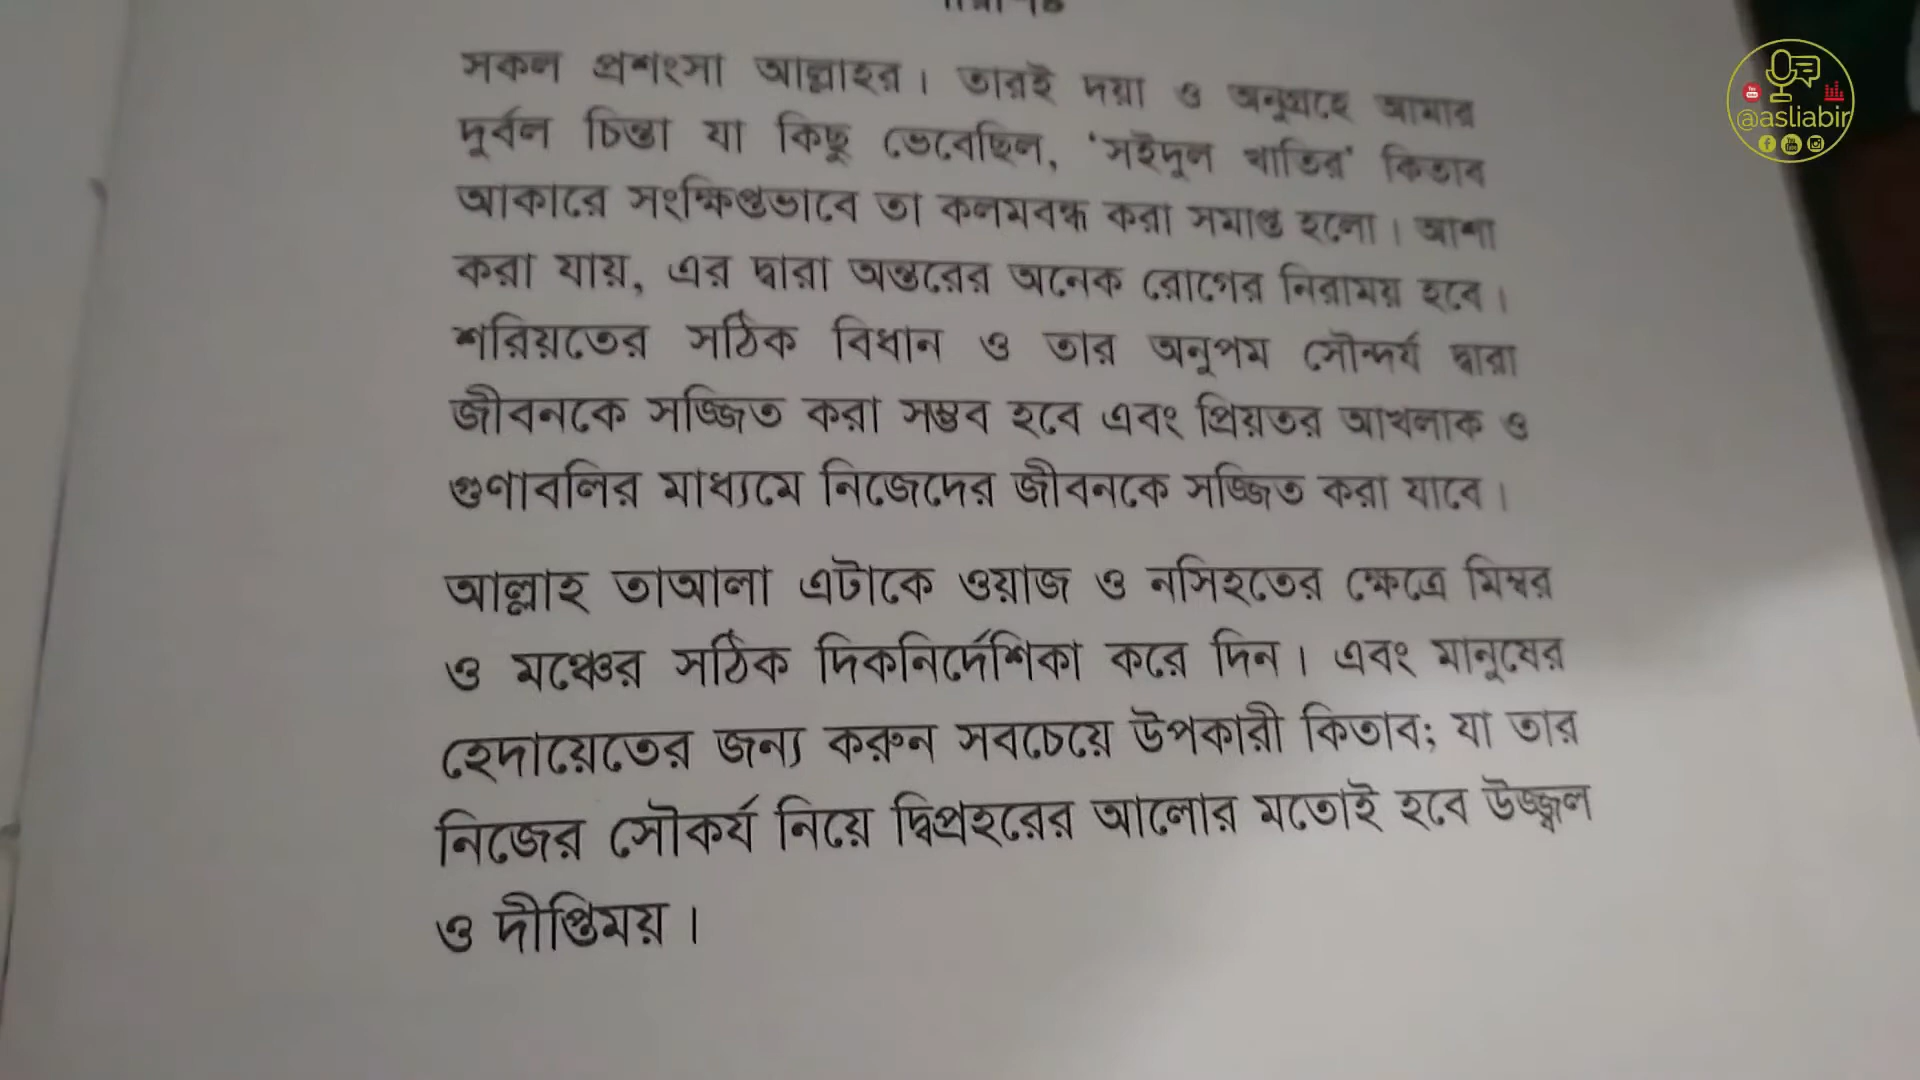 সকল প্রশংসা আল্লাহর। তারই দয়া ও অনুগ্রহে আমার
দুর্বল চিন্তা যা কিছু ভেবেছিল, ‘সইদুল খাতির’ কিতাব
আকারে সংক্ষিপ্তভাবে তা কলমবন্ধ করা সমাপ্ত হলো। আশা
করা যায়, এর দ্বারা অন্তরের অনেক রোগের নিরাময় হবে।
শরিয়তের সঠিক বিধান ও তার অনুপম সৌন্দর্য দ্বারা
জীবনকে সজ্জিত করা সম্ভব হবে এবং প্রিয়তর আখলাক ও
গুণাবলির মাধ্যমে নিজেদের জীবনকে সজ্জিত করা যাবে।
আল্লাহ তাআলা এটাকে ওয়াজ ও নসিহতের ক্ষেত্রে মিম্বর
ও মঞ্চের সঠিক দিকনির্দেশিকা করে দিন। এবং মানুষের
হেদায়েতের জন্য করুন সবচেয়ে উপকারী কিতাব; যা তার
নিজের সৌকর্য নিয়ে দ্বিপ্রহরের আলোর মতোই হবে উজ্জ্বল
ও দীপ্তিময়।
@asliabir